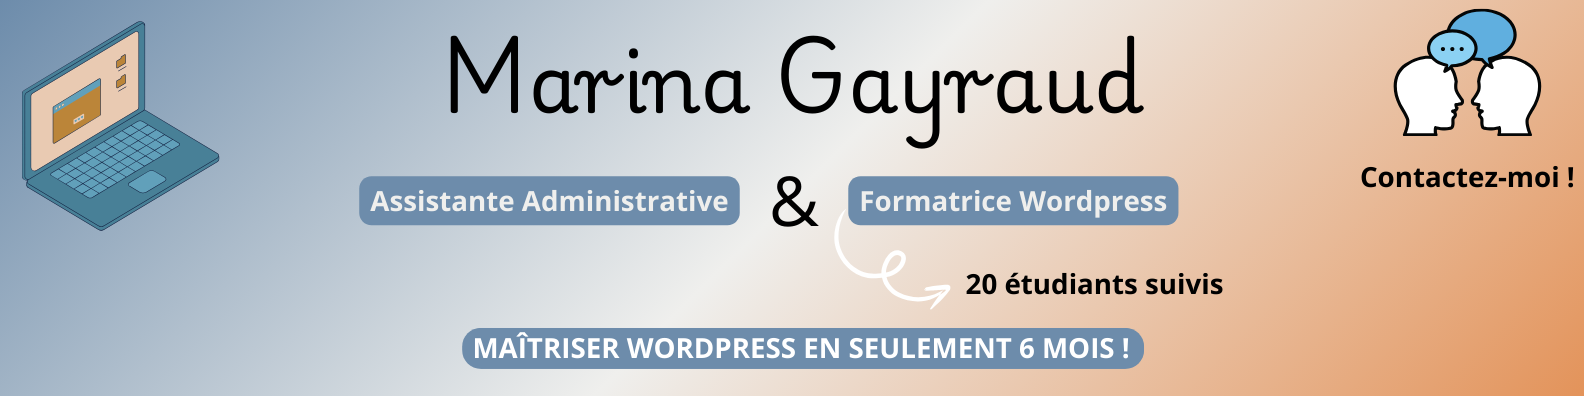 Marina Gayraud
Contactez-moi !
Assistante Administrative & Formatrice Wordpress
20 étudiants suivis
MAÎTRISER WORDPRESS EN SEULEMENT 6 MOIS !